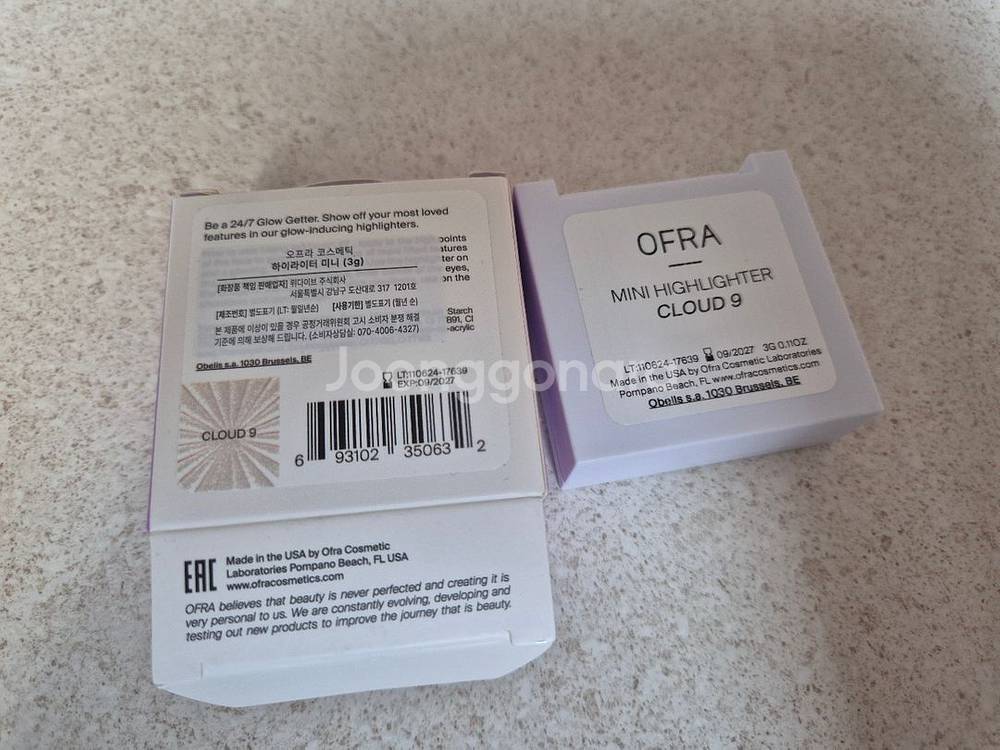 Be a 24/7 Glow Getter. Show off your most loved
features in our glow-inducing highlighters.
오프라 코스메틱
하이라이터 미니 (3g)
[화장품 책임 판매업자] 위다이브 주식회사
서울특별시 강남구 도산대로 317 1201호
[제조번호] 별도표기 (LT: 월일년순) [사용기한] 별도표기 (월년 순)
본 제품에 이상이 있을 경우 공정거래위원회 고시 소비자 분쟁 해결
기준에 의해 보상해 드립니다. (소비자상담실: 070-4006-4327)
eyes,
on the
Starch
Obelis s.a. 1030 Brussels, BE
LT:110624-17639
EXP:09/2027
CLOUD 9
6 93102 35063 2
EAC
Made in the USA by Ofra Cosmetic
Laboratories Pompano Beach, FL USA
www.ofracosmetics.com
OFRA believes that beauty is never perfected and creating it is
very personal to us. We are constantly evolving, developing and
testing out new products to improve the journey that is beauty.
OFRA
MINI HIGHLIGHTER
CLOUD 9
LT:110624-17639 09/2027 3G 0.11OZ
Made in the USA by Ofra Cosmetics Laboratories
Pompano Beach, FL www.ofracosmetics.com
Obelis s.a. 1030 Brussels, BE
Joonggonara